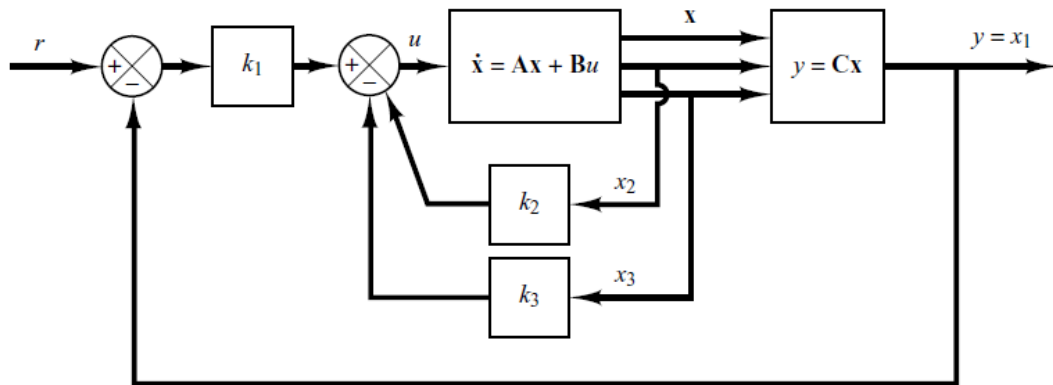 r
+
−
k1
+
−
u
ẋ = Ax + Bu
x
y = Cx
y = x1
k2
x2
k3
x3